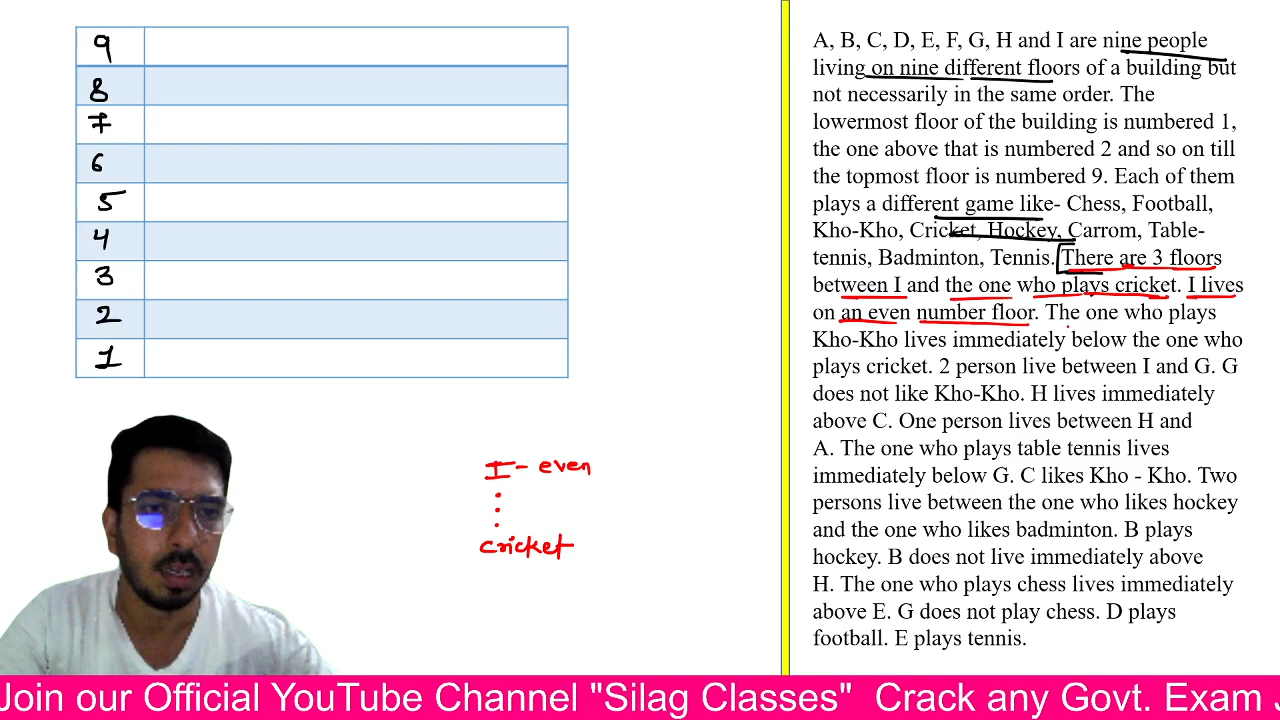 9
8
7
6
5
4
3
2
1
I - even
cricket
A, B, C, D, E, F, G, H and I are nine people
living on nine different floors of a building but
not necessarily in the same order. The
lowermost floor of the building is numbered 1,
the one above that is numbered 2 and so on till
the topmost floor is numbered 9. Each of them
plays a different game like- Chess, Football,
Kho-Kho, Cricket, Hockey, Carrom, Table-
tennis, Badminton, Tennis. There are 3 floors
between I and the one who plays cricket. I lives
on an even number floor. The one who plays
Kho-Kho lives immediately below the one who
plays cricket. 2 person live between I and G. G
does not like Kho-Kho. H lives immediately
above C. One person lives between H and
A. The one who plays table tennis lives
immediately below G. C likes Kho - Kho. Two
persons live between the one who likes hockey
and the one who likes badminton. B plays
hockey. B does not live immediately above
H. The one who plays chess lives immediately
above E. G does not play chess. D plays
football. E plays tennis.
Join our Official YouTube Channel "Silag Classes" Crack any Govt. Exam J